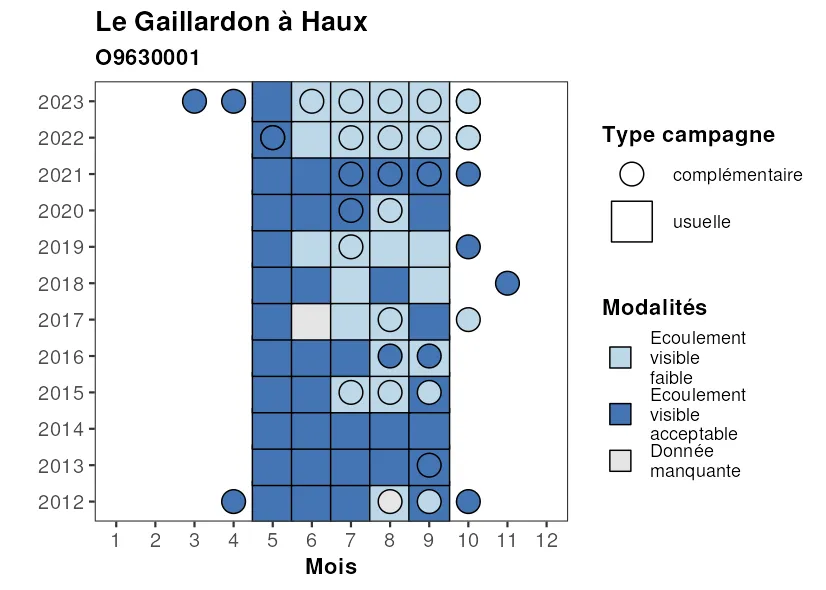 Le Gaillardon à Haux
O9630001
2023
2022
2021
2020
2019
2018
2017
2016
2015
2014
2013
2012
1 2 3 4 5 6 7 8 9 10 11 12
Mois
Type campagne
complémentaire
usuelle
Modalités
Ecoulement
visible
faible
Ecoulement
visible
acceptable
Donnée
manquante